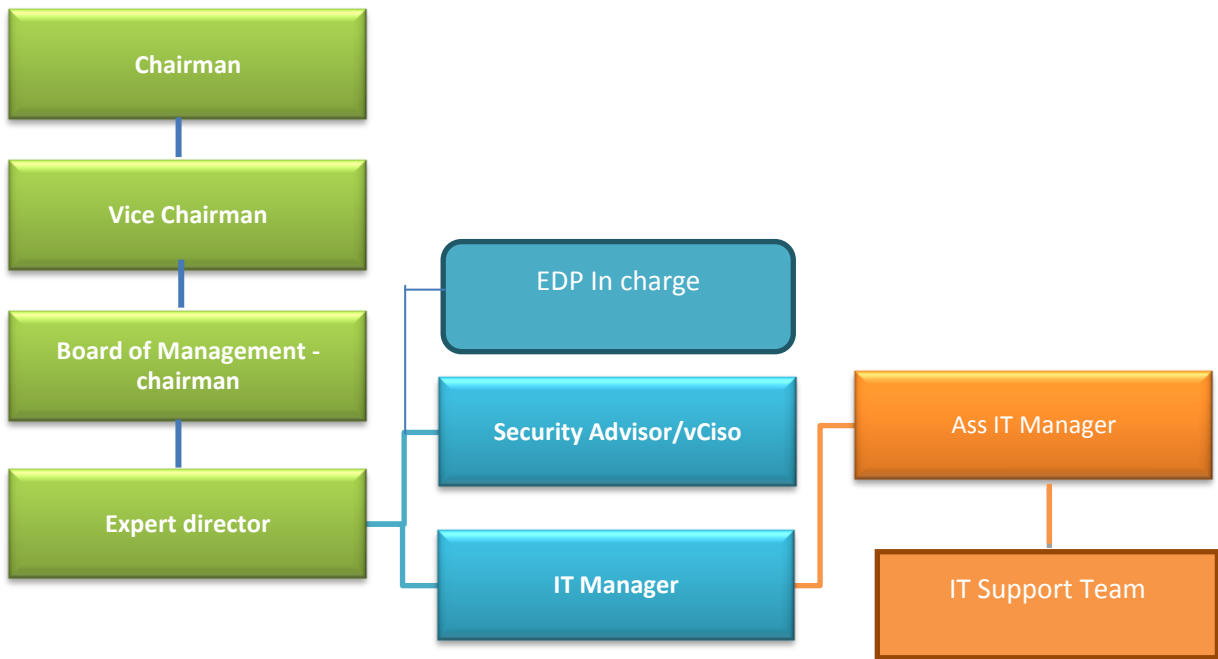 Chairman
Vice Chairman
Board of Management -
chairman
Expert director
EDP In charge
Security Advisor/vCiso
IT Manager
Ass IT Manager
IT Support Team